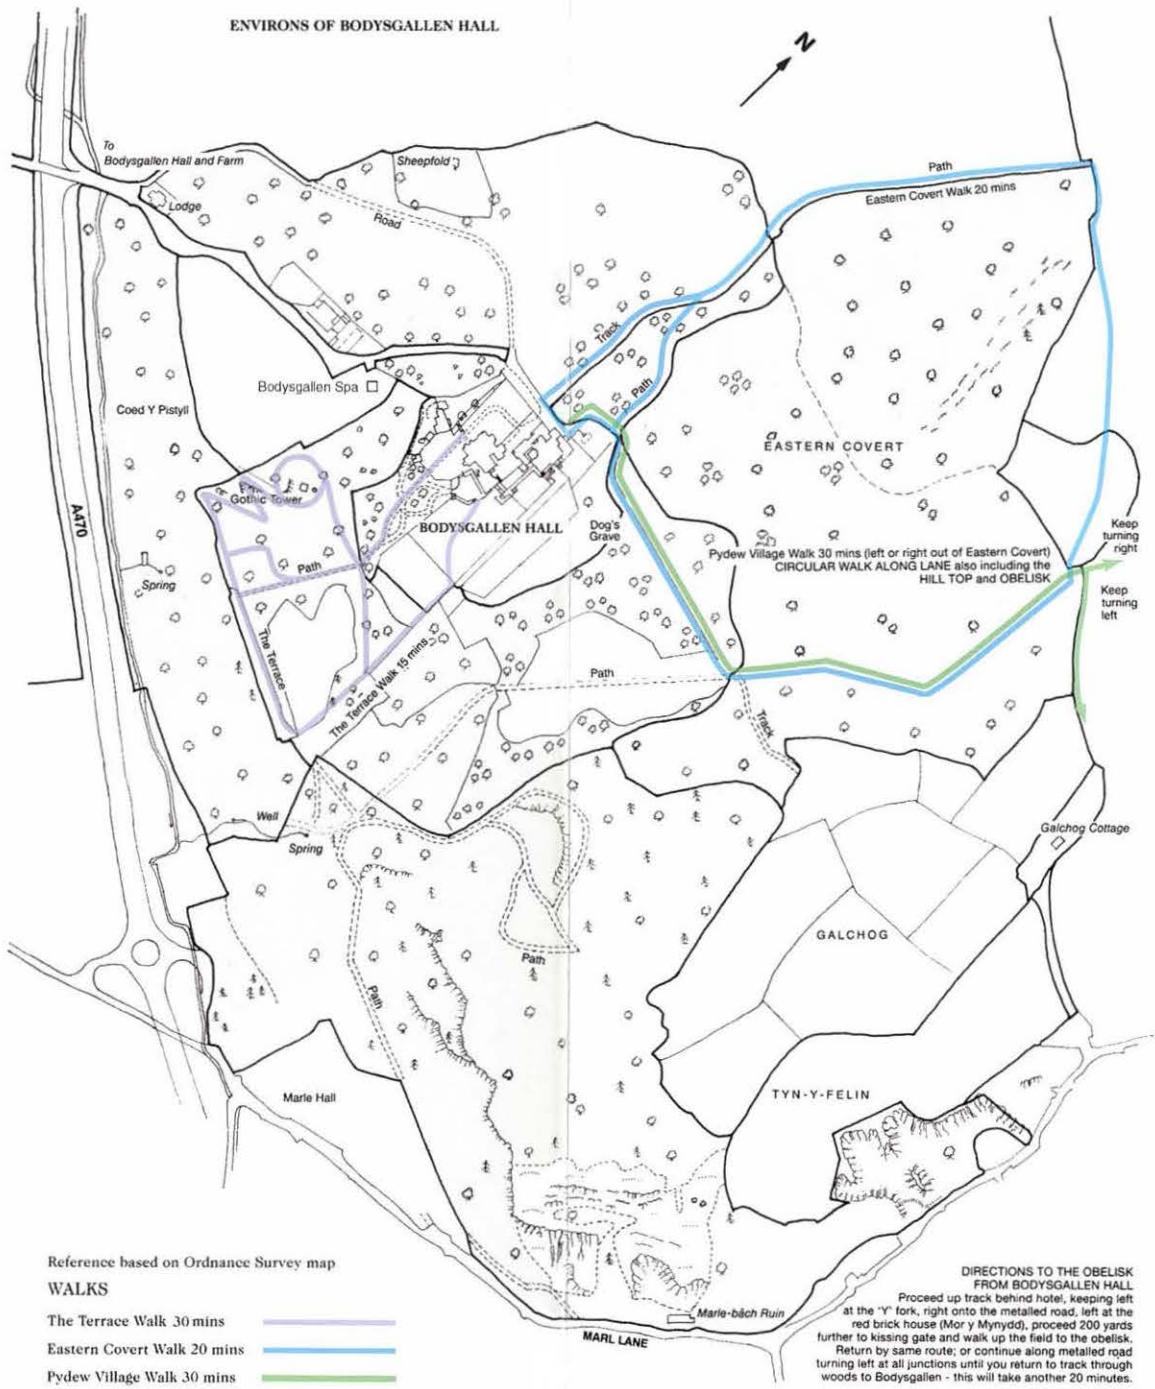 ENVIRONS OF BODYSGALLEN HALL
N
To
Bodysgallen Hall and Farm
Sheepfold
Path
Eastern Covert Walk 20 mins
Lodge
Road
Track
Bodysgallen Spa
Path
Coed Y Pistyll
EASTERN COVERT
Gothic Tower
A470
BODYSGALLEN HALL
Dog's
Grave
Keep
turning
right
Pydew Village Walk 30 mins (left or right out of Eastern Covert)
CIRCULAR WALK ALONG LANE also including the
HILL TOP and OBELISK
Path
Spring
Keep
turning
left
The Terrace
The Terrace Walk 15 mins
Path
Track
Well
Spring
Galchog Cottage
GALCHOG
Path
Path
Marle Hall
TYN-Y-FELIN
Reference based on Ordnance Survey map
WALKS
The Terrace Walk 30 mins
Eastern Covert Walk 20 mins
Pydew Village Walk 30 mins
Marle-bâch Ruin
MARL LANE
DIRECTIONS TO THE OBELISK
FROM BODYSGALLEN HALL
Proceed up track behind hotel, keeping left
at the 'Y' fork, right onto the metalled road, left at the
red brick house (Mor y Mynydd), proceed 200 yards
further to kissing gate and walk up the field to the obelisk.
Return by same route; or continue along metalled road
turning left at all junctions until you return to track through
woods to Bodysgallen - this will take another 20 minutes.